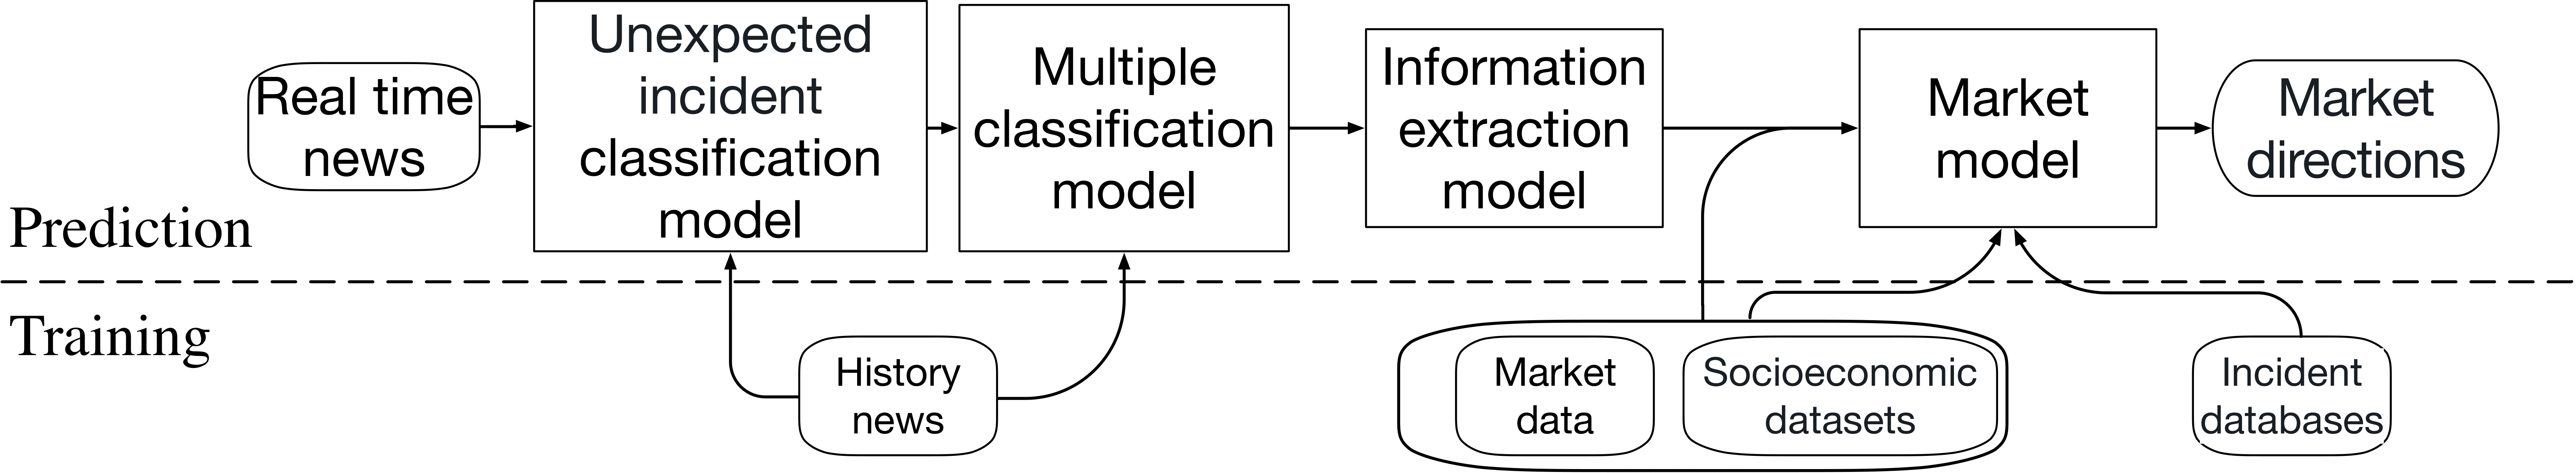 Real time
news
Unexpected
incident
classification
model
Multiple
classification
model
Information
extraction
model
Market
model
Market
directions
Prediction
Training
History
news
Market
data
Socioeconomic
datasets
Incident
databases